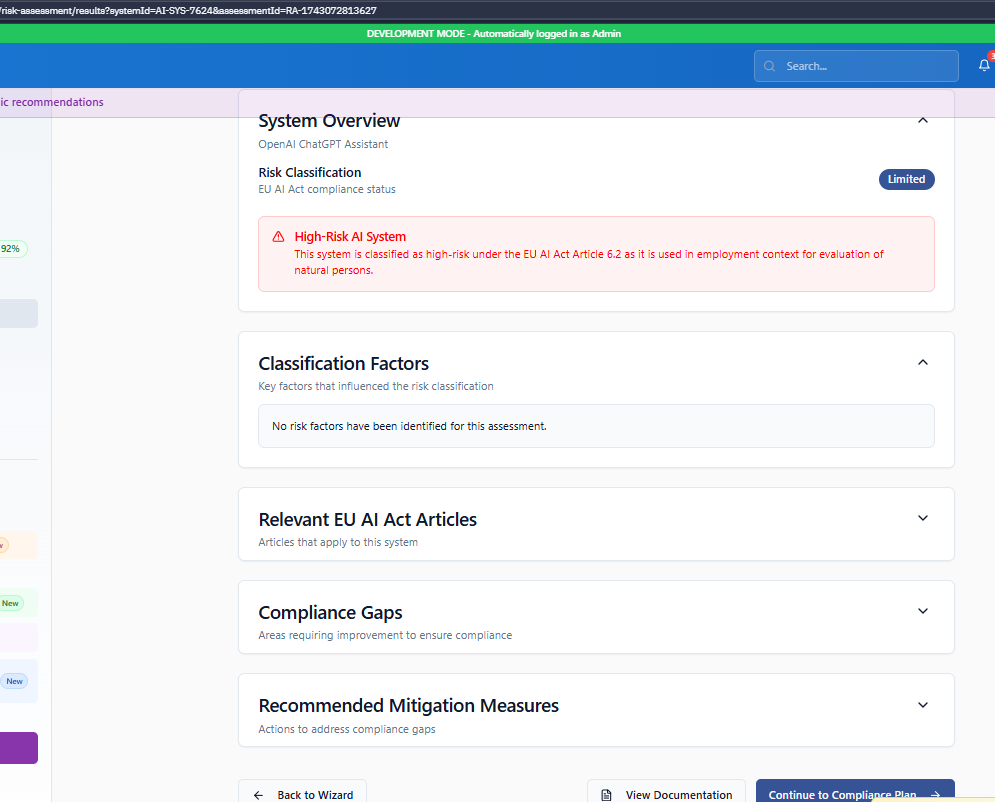 /risk-assessment/results?systemId=AI-SYS-7624&assessmentId=RA-1743072813627
DEVELOPMENT MODE - Automatically logged in as Admin
Search...
ic recommendations
System Overview
OpenAI ChatGPT Assistant
Risk Classification
EU AI Act compliance status
Limited
92%
High-Risk AI System
This system is classified as high-risk under the EU AI Act Article 6.2 as it is used in employment context for evaluation of
natural persons.
Classification Factors
Key factors that influenced the risk classification
No risk factors have been identified for this assessment.
Relevant EU AI Act Articles
Articles that apply to this system
New
Compliance Gaps
Areas requiring improvement to ensure compliance
New
Recommended Mitigation Measures
Actions to address compliance gaps
Back to Wizard
View Documentation
Continue to Compliance Plan